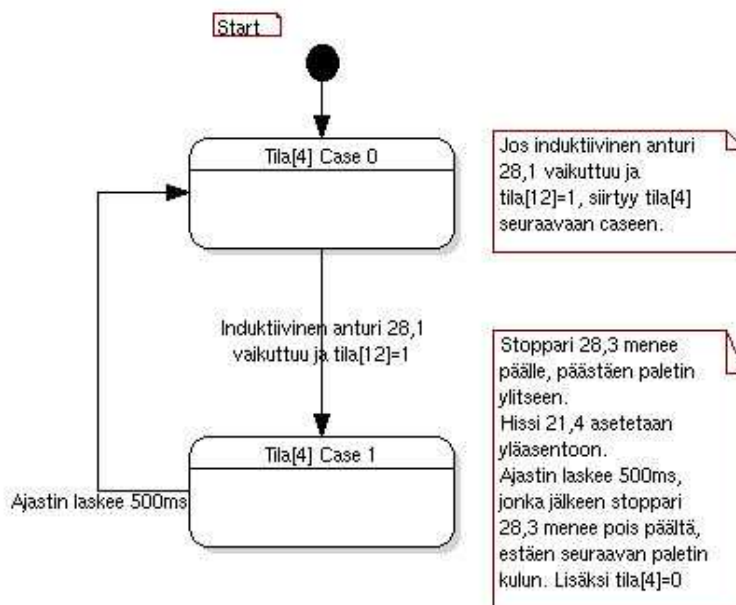 Start
Tila[4] Case 0
Jos induktiivinen anturi
28,1 vaikuttuu ja
tila[12]=1, siirtyy tila[4]
seuraavaan caseen.
Induktiivinen anturi 28,1
vaikuttuu ja tila[12]=1
Stoppari 28,3 menee
päälle, päästäen paletin
ylitseen.
Hissi 21,4 asetetaan
yläasentoon.
Ajastin laskee 500ms,
jonka jälkeen stoppari
28,3 menee pois päältä,
estäen seuraavan paletin
kulun. Lisäksi tila[4]=0
Tila[4] Case 1
Ajastin laskee 500ms